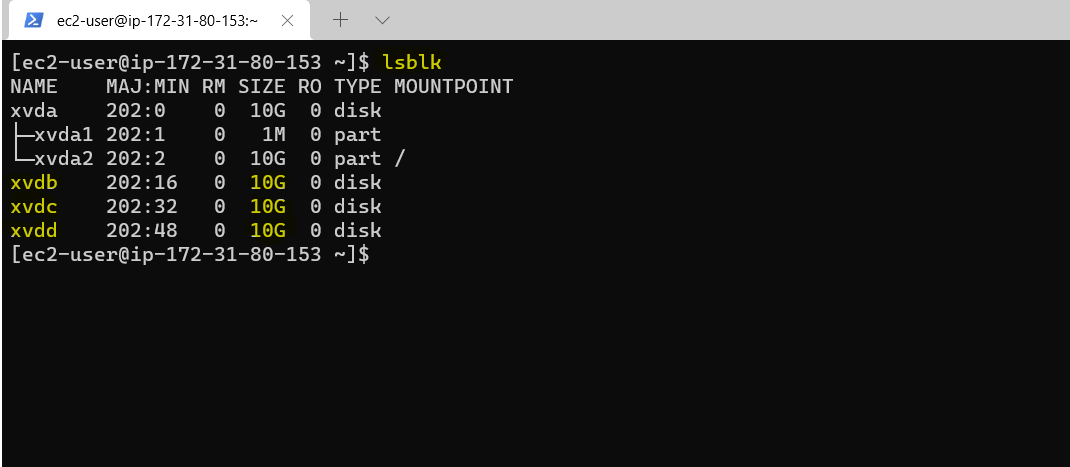 ec2-user@ip-172-31-80-153:~
[ec2-user@ip-172-31-80-153 ~]$ lsblk
NAME    MAJ:MIN RM SIZE RO TYPE MOUNTPOINT
xvda    202:0    0  10G  0 disk
├─xvda1 202:1    0   1M  0 part
└─xvda2 202:2    0  10G  0 part /
xvdb    202:16   0  10G  0 disk
xvdc    202:32   0  10G  0 disk
xvdd    202:48   0  10G  0 disk
[ec2-user@ip-172-31-80-153 ~]$